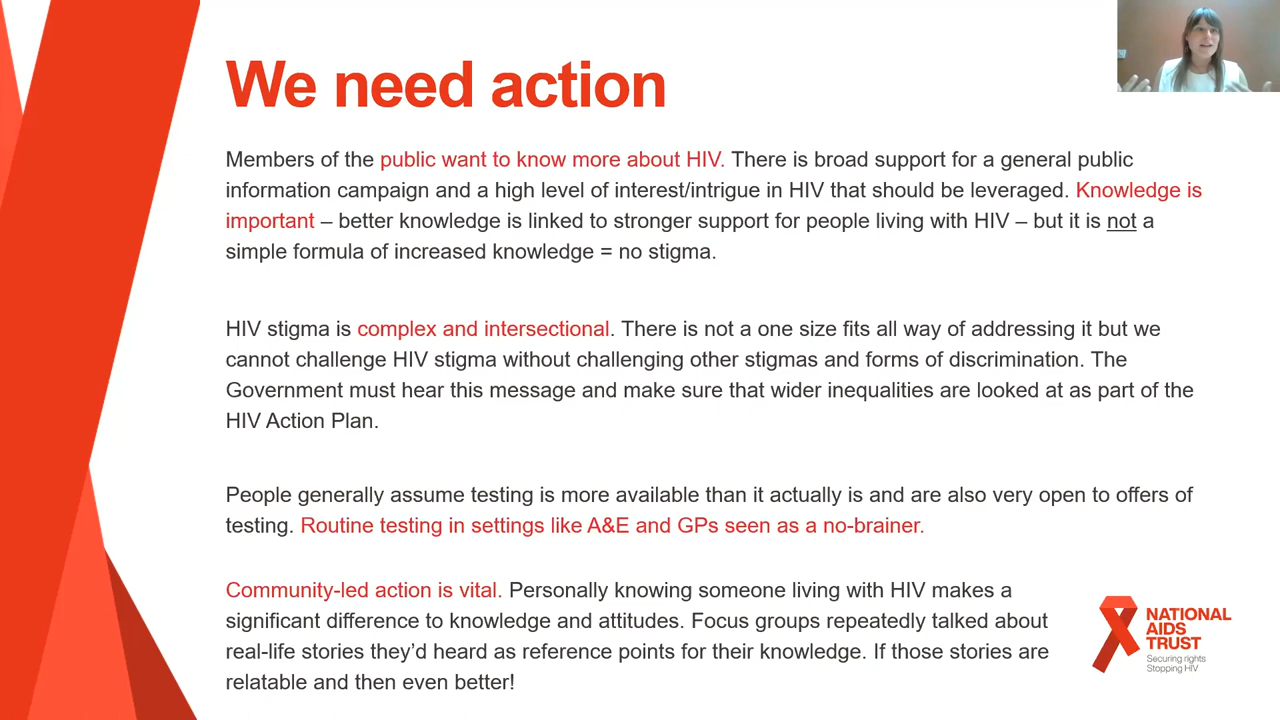 We need action
Members of the public want to know more about HIV. There is broad support for a general public
information campaign and a high level of interest/intrigue in HIV that should be leveraged. Knowledge is
important – better knowledge is linked to stronger support for people living with HIV – but it is not a
simple formula of increased knowledge = no stigma.
HIV stigma is complex and intersectional. There is not a one size fits all way of addressing it but we
cannot challenge HIV stigma without challenging other stigmas and forms of discrimination. The
Government must hear this message and make sure that wider inequalities are looked at as part of the
HIV Action Plan.
People generally assume testing is more available than it actually is and are also very open to offers of
testing. Routine testing in settings like A&E and GPs seen as a no-brainer.
Community-led action is vital. Personally knowing someone living with HIV makes a
significant difference to knowledge and attitudes. Focus groups repeatedly talked about
real-life stories they’d heard as reference points for their knowledge. If those stories are
relatable and then even better!
NATIONAL
AIDS
TRUST
Securing rights
Stopping HIV